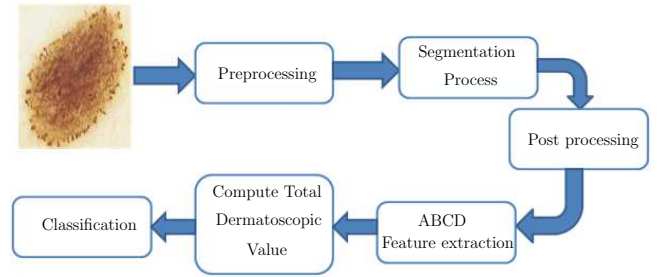 Preprocessing
Segmentation
Process
Post processing
ABCD
Feature extraction
Compute Total
Dermatoscopic
Value
Classification